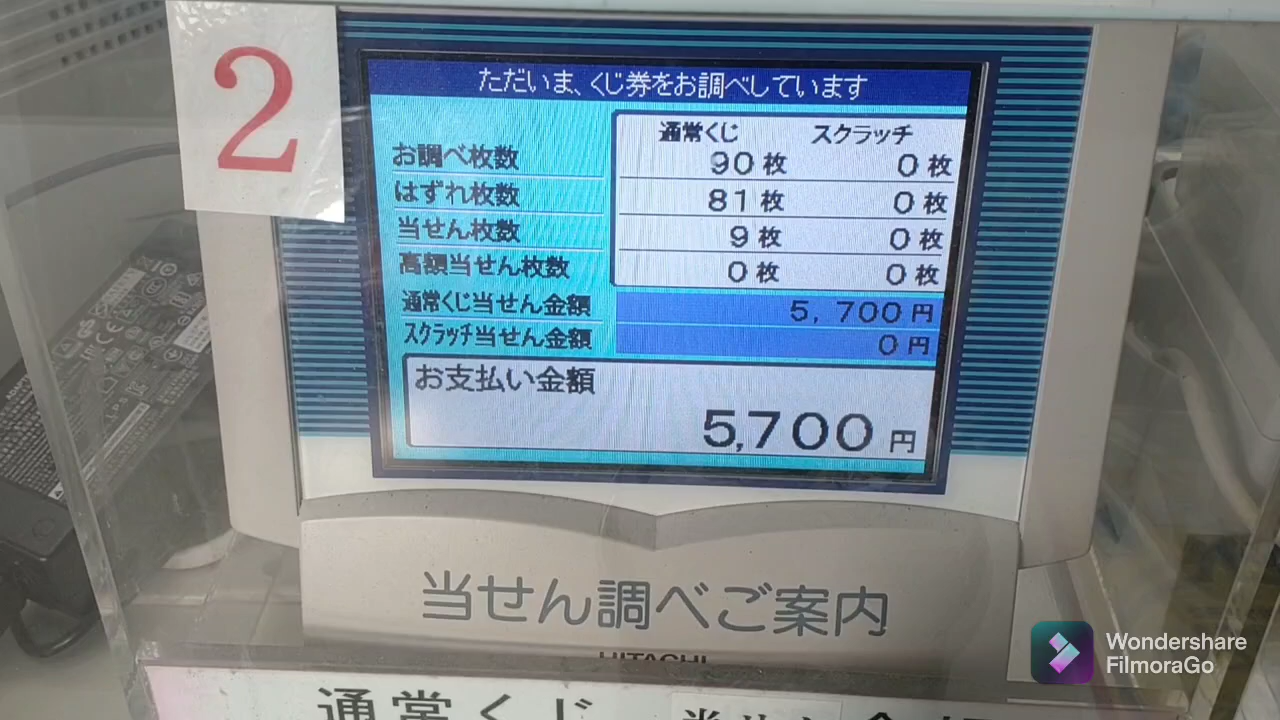 2
ただいま、くじ券をお調べしています
通常くじ スクラッチ
お調べ枚数 90枚 0枚
はずれ枚数 81枚 0枚
当せん枚数 9枚 0枚
高額当せん枚数 0枚 0枚
通常くじ当せん金額 5,700円
スクラッチ当せん金額 0円
お支払い金額
5,700円
当せん調べご案内
HITACHI
通常くじ
Wondershare
FilmoraGo